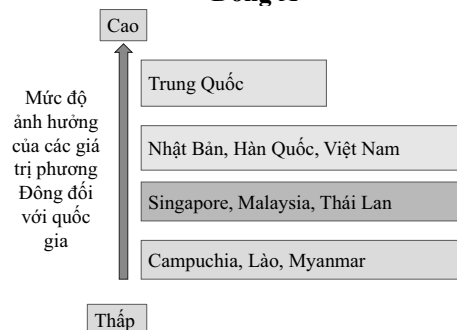 Cao
Trung Quốc
Mức độ
ảnh hưởng
của các giá
trị phương
Đông đối
với quốc
gia
Nhật Bản, Hàn Quốc, Việt Nam
Singapore, Malaysia, Thái Lan
Campuchia, Lào, Myanmar
Thấp